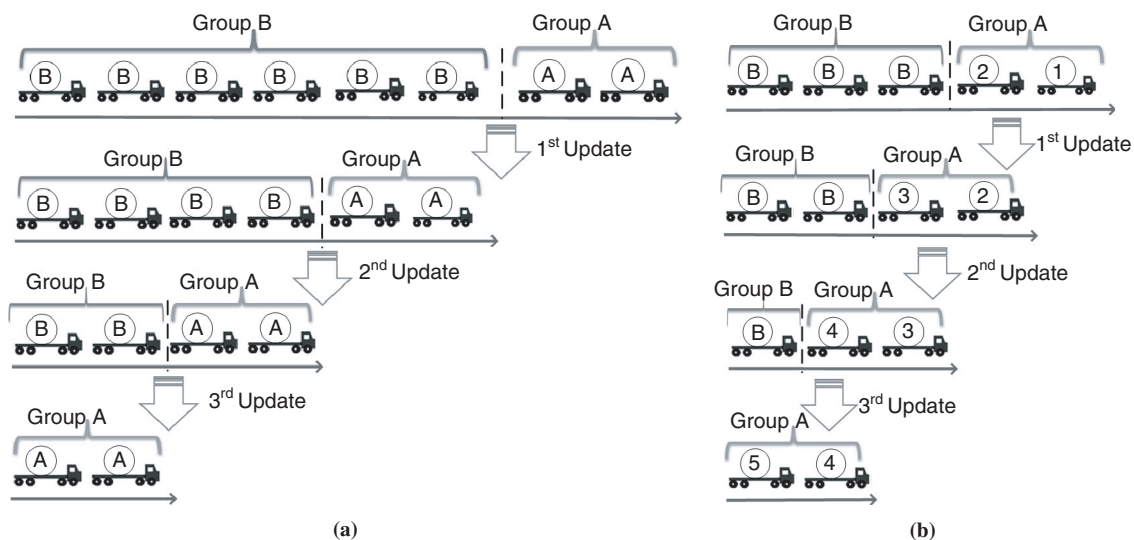 Group B
Group A
B B B B B B A A
1st Update
Group B
Group A
B B B B A A
2nd Update
Group B
Group A
B B A A
3rd Update
Group A
A A
(a)
Group B
Group A
B B B 2 1
1st Update
Group B
Group A
B B 3 2
2nd Update
Group B
Group A
B 4 3
3rd Update
Group A
5 4
(b)